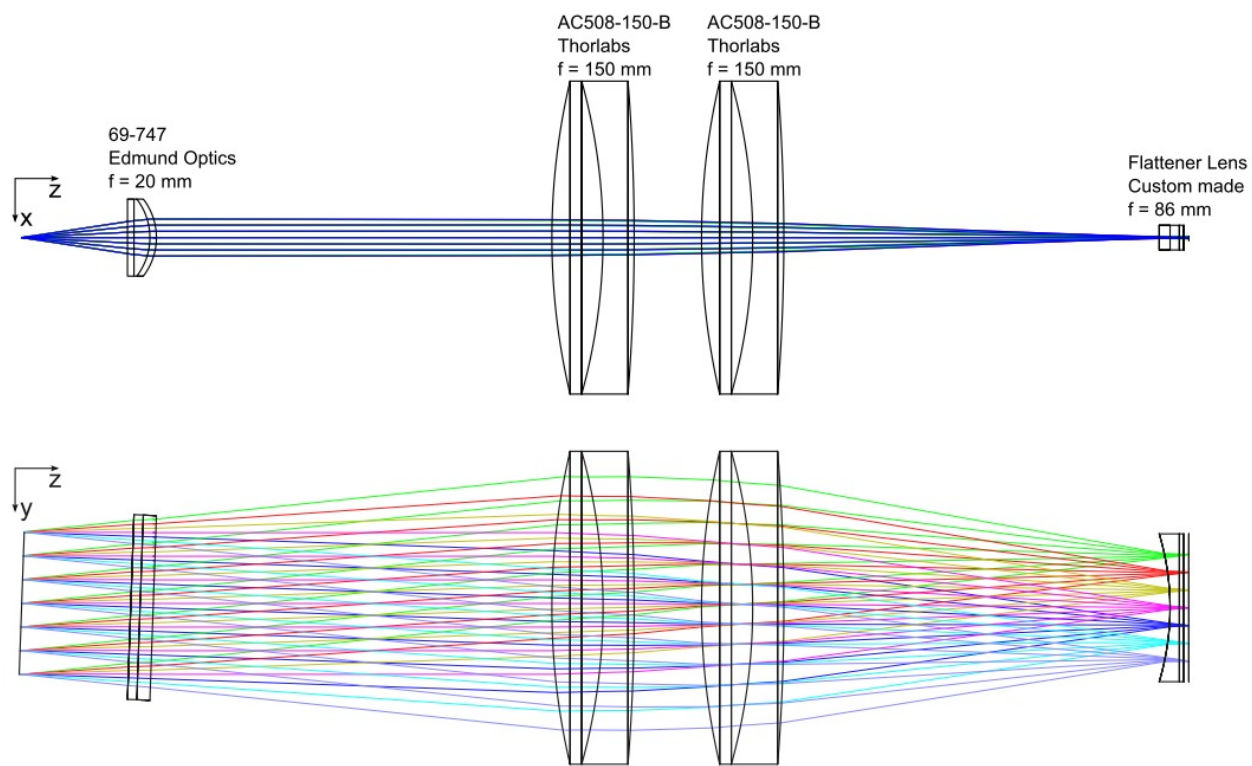 AC508-150-B
Thorlabs
f = 150 mm
AC508-150-B
Thorlabs
f = 150 mm
69-747
Edmund Optics
f = 20 mm
Flattener Lens
Custom made
f = 86 mm
z
x
z
y